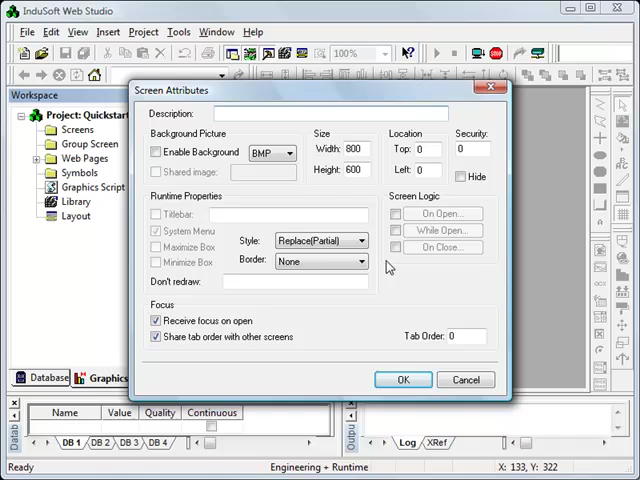 InduSoft Web Studio
File Edit View Insert Project Tools Window Help
100%
Workspace
Project: Quickstart
Screens
Group Screen
Web Pages
Symbols
Graphics Script
Library
Layout
Database Graphics
Screen Attributes
Description:
Background Picture
Enable Background BMP
Shared image:
Size
Width: 800
Height: 600
Location
Top: 0
Left: 0
Security:
0
Hide
Runtime Properties
Titlebar:
System Menu
Maximize Box
Minimize Box
Style: Replace(Partial)
Border: None
Don't redraw:
Screen Logic
On Open...
While Open...
On Close...
Focus
Receive focus on open
Share tab order with other screens
Tab Order: 0
OK Cancel
Name Value Quality Continuous
Datab
DB 1 DB 2 DB 3 DB 4
Outpu
Log XRef
Ready Engineering + Runtime X: 133, Y: 322